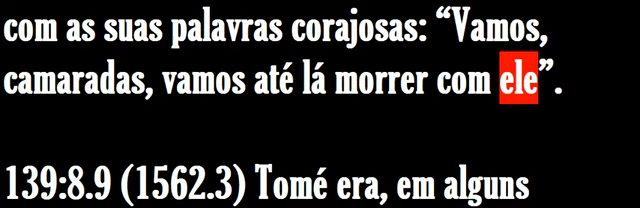 com as suas palavras corajosas: “Vamos,
camaradas, vamos até lá morrer com ele”.
139:8.9 (1562.3) Tomé era, em alguns